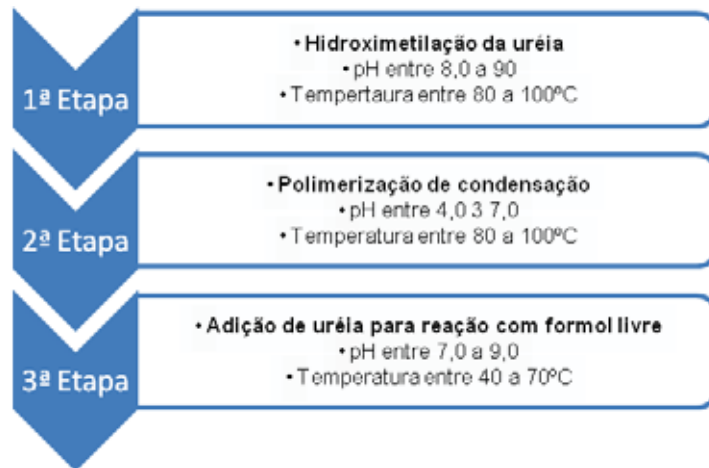 1ª Etapa
• Hidroximetilação da uréia
• pH entre 8,0 a 90
• Tempertaura entre 80 a 100ºC
2ª Etapa
• Polimerização de condensação
• pH entre 4,0 3 7,0
• Temperatura entre 80 a 100ºC
3ª Etapa
• Adição de uréia para reação com formol livre
• pH entre 7,0 a 9,0
• Temperatura entre 40 a 70ºC